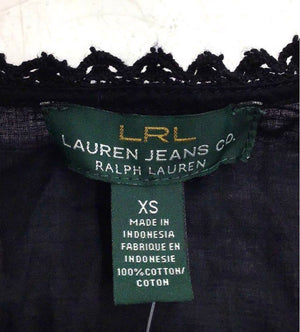 LRL
LAUREN JEANS CO.
RALPH LAUREN
XS
MADE IN
INDONESIA
FABRIQUE EN
INDONESIE
100%COTTON/
COTON